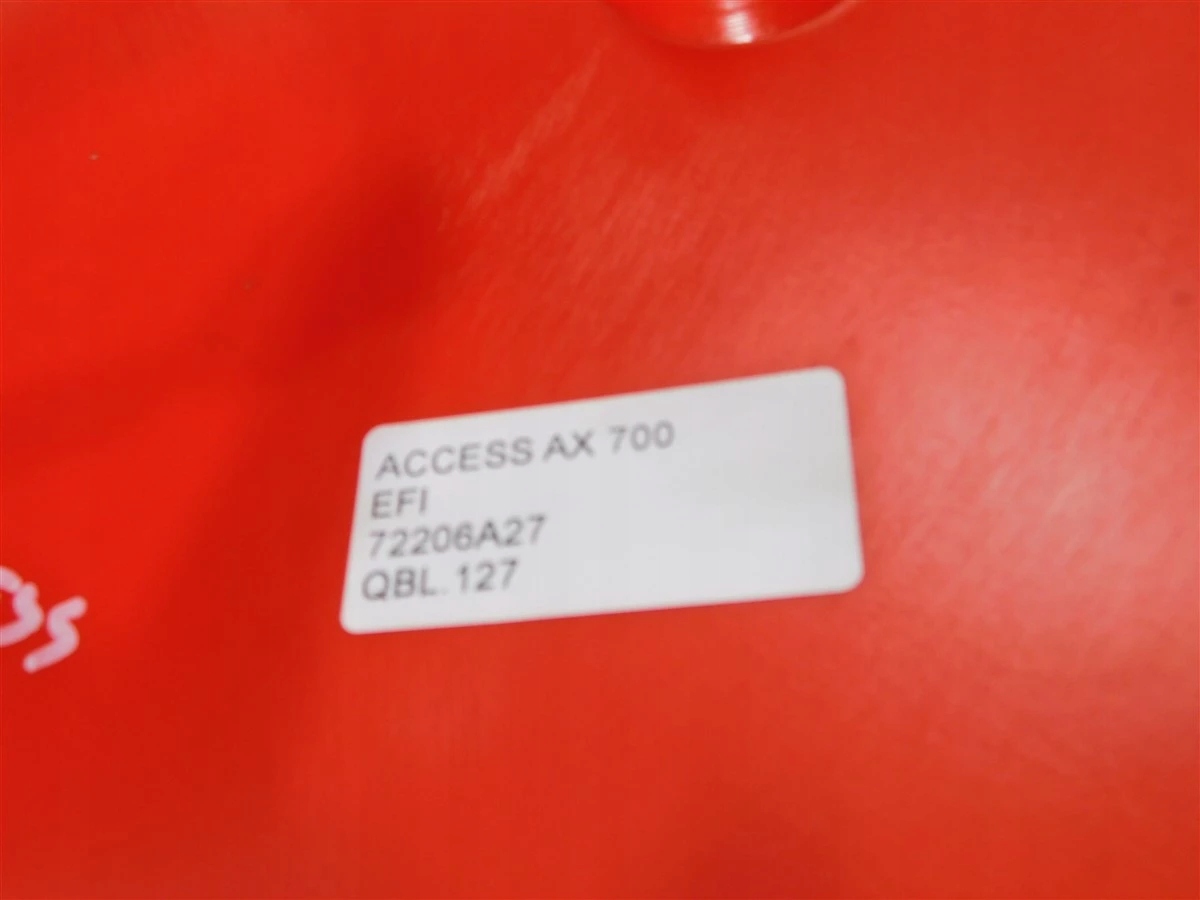 ACCESS AX 700
EFI
72206A27
QBL. 127